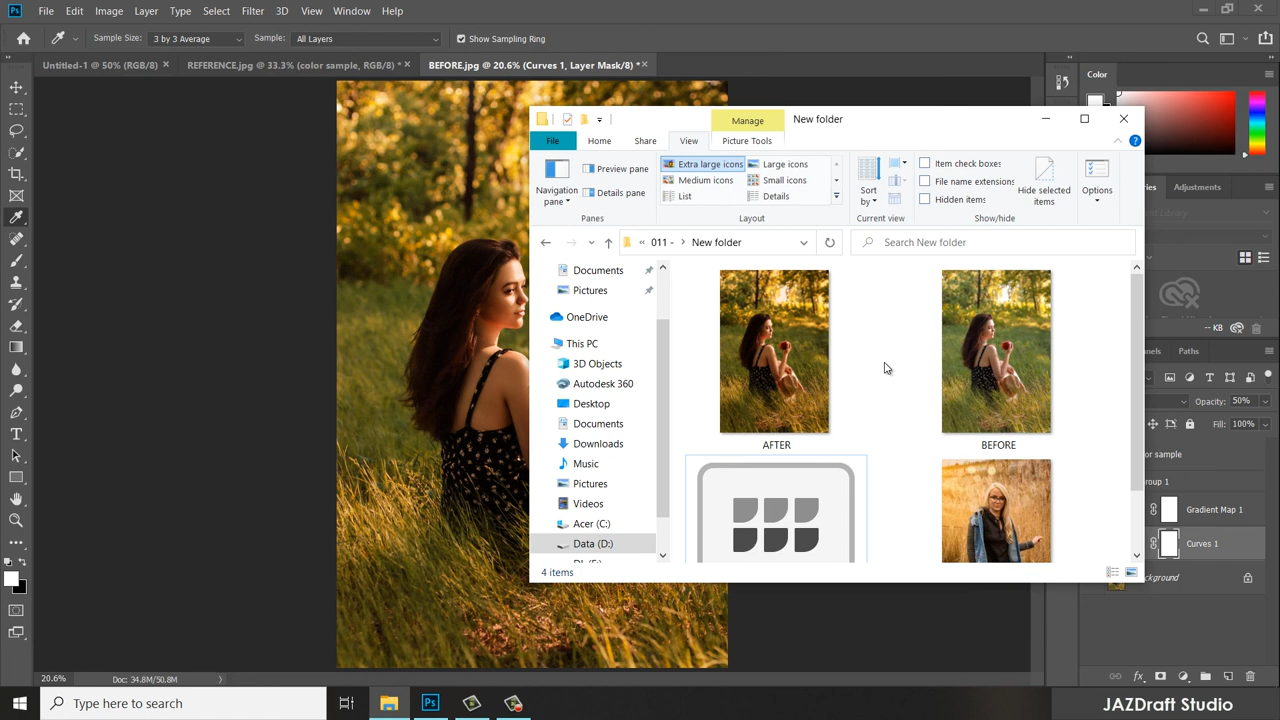 Ps File Edit Image Layer Type Select Filter 3D View Window Help
Sample Size: 3 by 3 Average Sample: All Layers Show Sampling Ring
Untitled-1 @ 50% (RGB/8) × REFERENCE.jpg @ 33.3% (color sample, RGB/8) * × BEFORE.jpg @ 20.6% (Curves 1, Layer Mask/8) * ×
Color
Manage New folder
File Home Share View Picture Tools
Navigation pane
Preview pane
Details pane
Panes
Extra large icons Large icons
Medium icons Small icons
List Details
Layout
Sort by
Current view
Item check boxes
File name extensions
Hidden items
Hide selected items
Show/hide
Options
« 011 - > New folder
Search New folder
Documents
Pictures
OneDrive
This PC
3D Objects
Autodesk 360
Desktop
Documents
Downloads
Music
Pictures
Videos
Acer (C:)
Data (D:)
AFTER
BEFORE
4 items
Adjustments
-- KB
Paths
Opacity: 50%
Fill: 100%
Gradient Map 1
Curves 1
20.6% Doc: 34.8M/50.8M
Type here to search
Ps
JAZDraft Studio